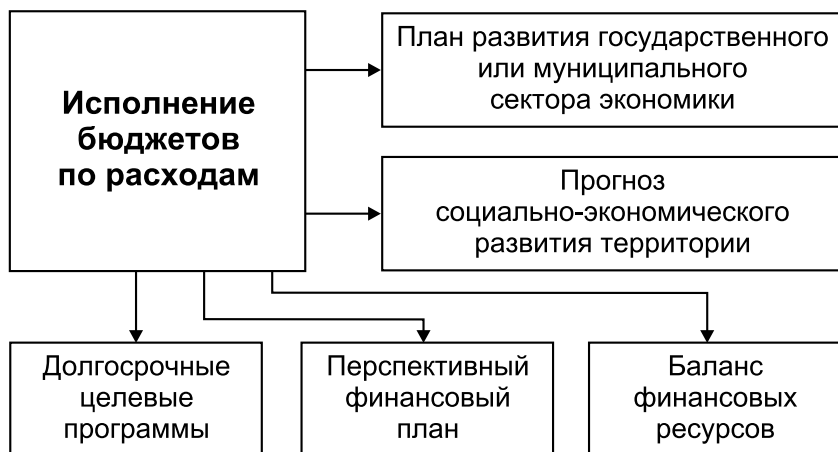 Исполнение
бюджетов
по расходам
План развития государственного
или муниципального
сектора экономики
Прогноз
социально-экономического
развития территории
Долгосрочные
целевые
программы
Перспективный
финансовый
план
Баланс
финансовых
ресурсов